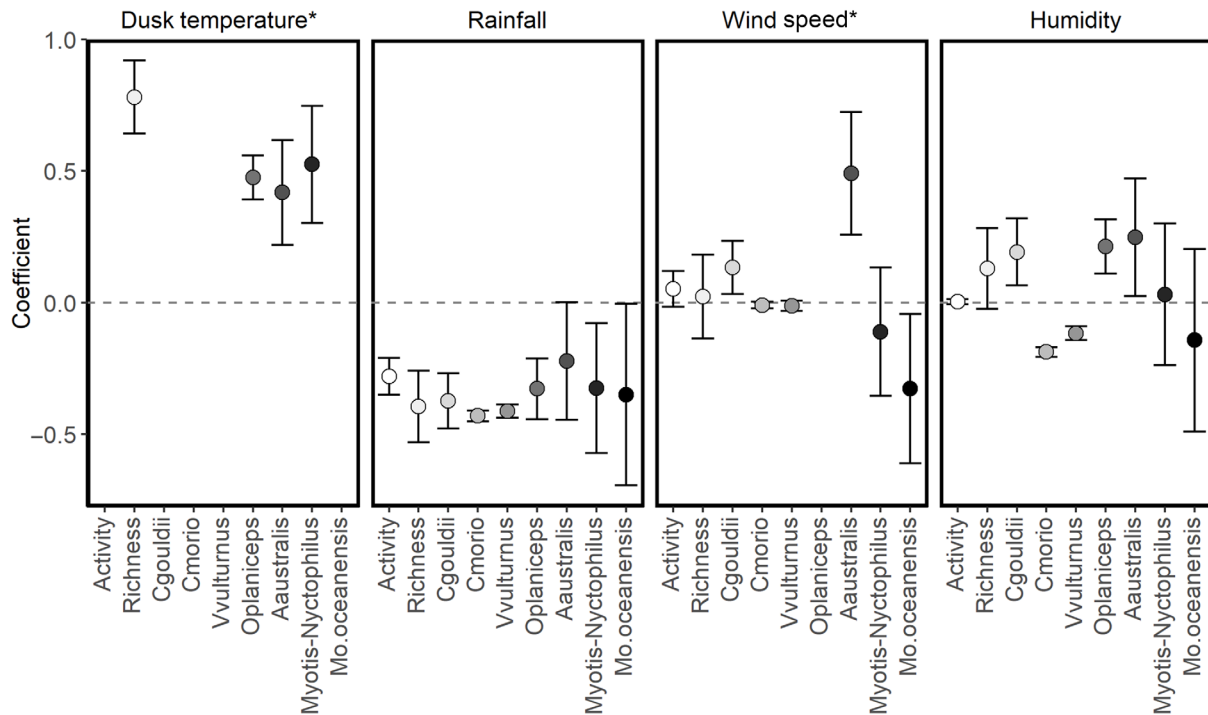 Dusk temperature*
Rainfall
Wind speed*
Humidity
Coefficient
1.0
0.5
0.0
−0.5
Activity
Richness
Cgouldii
Cmorio
Vvulturnus
Oplaniceps
Aaustralis
Myotis-Nyctophilus
Mo.oceanensis
Activity
Richness
Cgouldii
Cmorio
Vvulturnus
Oplaniceps
Aaustralis
Myotis-Nyctophilus
Mo.oceanensis
Activity
Richness
Cgouldii
Cmorio
Vvulturnus
Oplaniceps
Aaustralis
Myotis-Nyctophilus
Mo.oceanensis
Activity
Richness
Cgouldii
Cmorio
Vvulturnus
Oplaniceps
Aaustralis
Myotis-Nyctophilus
Mo.oceanensis